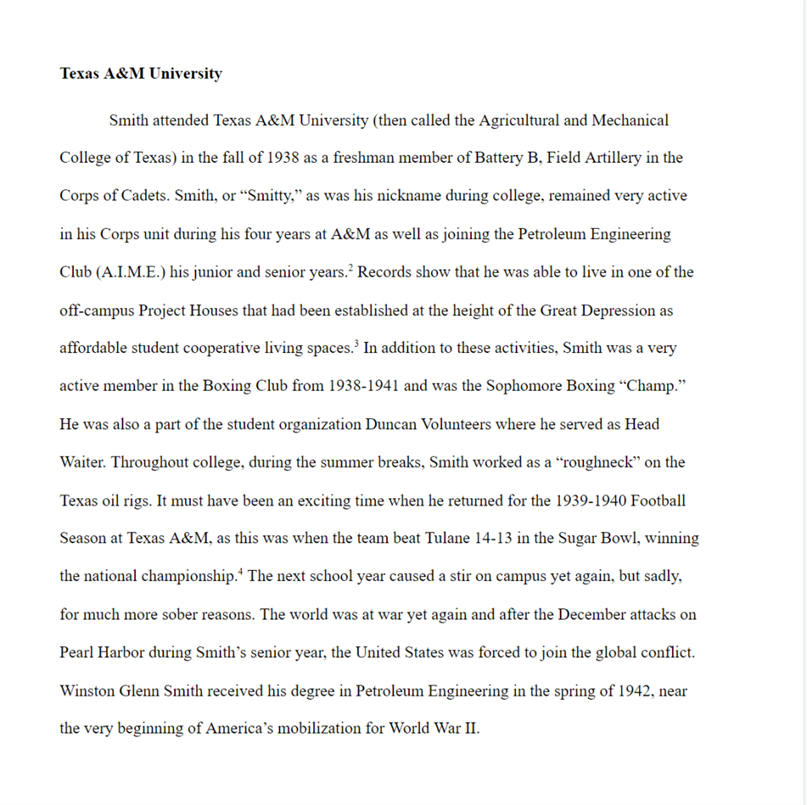 Texas A&M University
Smith attended Texas A&M University (then called the Agricultural and Mechanical
College of Texas) in the fall of 1938 as a freshman member of Battery B, Field Artillery in the
Corps of Cadets. Smith, or “Smitty,” as was his nickname during college, remained very active
in his Corps unit during his four years at A&M as well as joining the Petroleum Engineering
Club (A.I.M.E.) his junior and senior years.² Records show that he was able to live in one of the
off-campus Project Houses that had been established at the height of the Great Depression as
affordable student cooperative living spaces.³ In addition to these activities, Smith was a very
active member in the Boxing Club from 1938-1941 and was the Sophomore Boxing “Champ.”
He was also a part of the student organization Duncan Volunteers where he served as Head
Waiter. Throughout college, during the summer breaks, Smith worked as a “roughneck” on the
Texas oil rigs. It must have been an exciting time when he returned for the 1939-1940 Football
Season at Texas A&M, as this was when the team beat Tulane 14-13 in the Sugar Bowl, winning
the national championship.⁴ The next school year caused a stir on campus yet again, but sadly,
for much more sober reasons. The world was at war yet again and after the December attacks on
Pearl Harbor during Smith’s senior year, the United States was forced to join the global conflict.
Winston Glenn Smith received his degree in Petroleum Engineering in the spring of 1942, near
the very beginning of America’s mobilization for World War II.